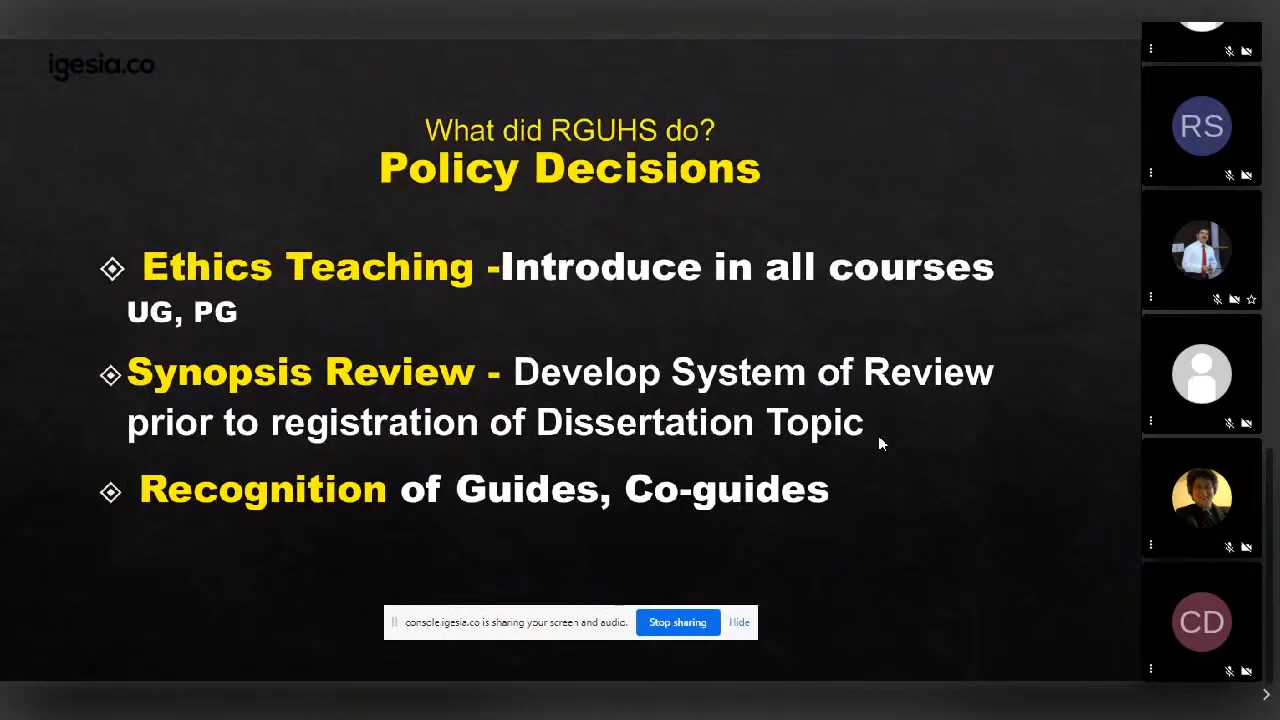 igesia.co
What did RGUHS do?
Policy Decisions
Ethics Teaching -Introduce in all courses
UG, PG
Synopsis Review - Develop System of Review
prior to registration of Dissertation Topic
Recognition of Guides, Co-guides
console.igesia.co is sharing your screen and audio. Stop sharing Hide
RS
CD